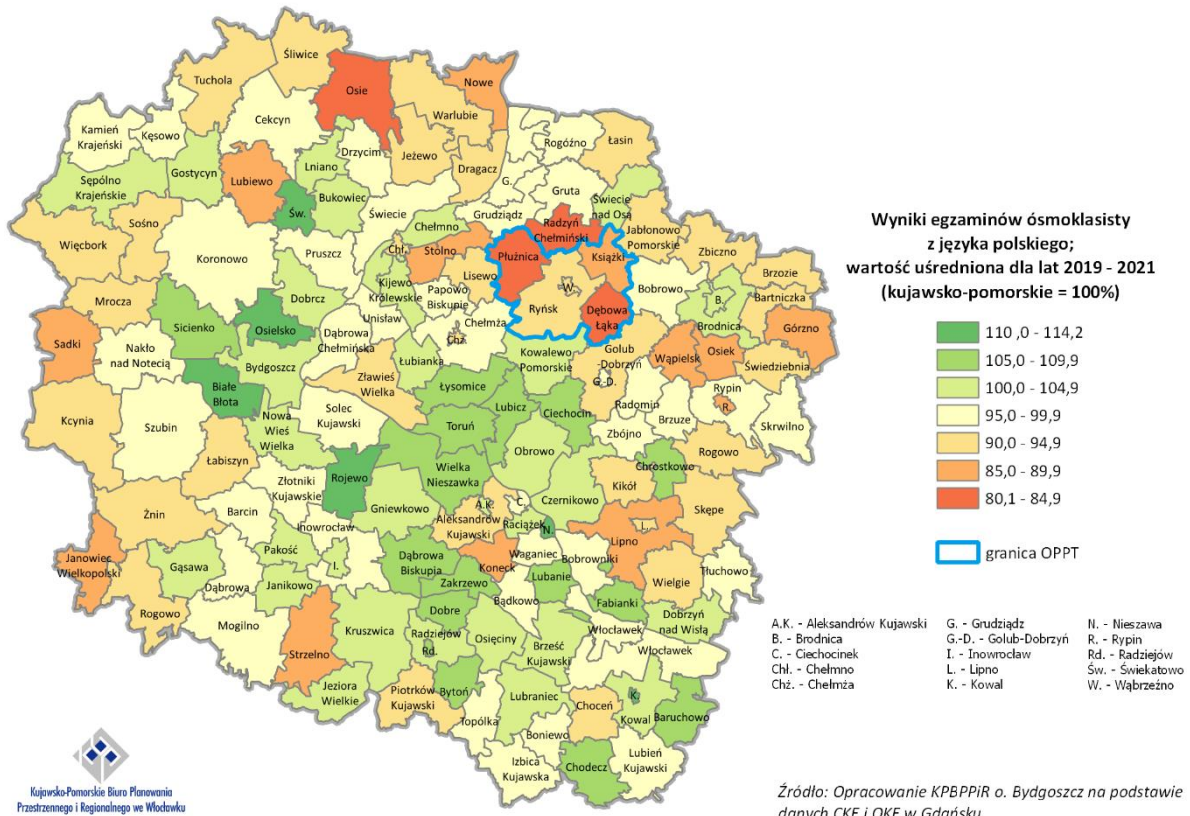 Śliwice
Tuchola
Osie
Nowe
Warlubie
Cekcyn
Kamień
Krajeński
Kęsowo
Drzycim
Jeżewo
Rogóźno
Łasin
Dragacz
Gostycyn
Lniano
Sępólno
Krajeńskie
Lubiewo
Bukowiec
G.
Gruta
Św.
Świecie
Grudziądz
Świecie
nad Osą
Sośno
Chełmno
Radzyń
Chełmiński
Jabłonowo
Pomorskie
Więcbork
Koronowo
Pruszcz
Chł.
Stolno
Płużnica
Książki
Zbiczno
Lisewo
Brzozie
Kijewo
Królewskie
Papowo
Biskupie
W.
Bobrowo
Bartniczka
Mrocza
Dobrcz
Ryńsk
B.
Sicienko
Osielsko
Unisław
Chełmża
Dębowa
Łąka
Brodnica
Górzno
Sadki
Nakło
nad Notecią
Dąbrowa
Chełmińska
Chż.
Bydgoszcz
Łubianka
Kowalewo
Pomorskie
Golub
-Dobrzyń
Wąpielsk
Osiek
Świedziebnia
Białe
Błota
Zławieś
Wielka
Łysomice
G.-D.
Rypin
R.
Kcynia
Szubin
Nowa
Wieś
Wielka
Solec
Kujawski
Lubicz
Ciechocin
Radomin
Brzuze
Skrwilno
Toruń
Zbójno
Łabiszyn
Obrowo
Rogowo
Rojewo
Wielka
Nieszawka
Chrostkowo
Złotniki
Kujawskie
Kikół
Żnin
Barcin
Gniewkowo
Czernikowo
Skępe
Inowrocław
A.K.
C.
Aleksandrów
Kujawski
Raciążek
N.
Lipno
L.
Janowiec
Wielkopolski
Pakość
I.
Dąbrowa
Biskupia
Koneck
Waganiec
Bobrowniki
Tłuchowo
Gąsawa
Dąbrowa
Janikowo
Zakrzewo
Lubanie
Wielgie
Bądkowo
Fabianki
Rogowo
Dobre
Dobrzyń
nad Wisłą
Mogilno
Strzelno
Kruszwica
Radziejów
Osięciny
Włocławek
Rd.
Brześć
Kujawski
Włocławek
Jeziora
Wielkie
Piotrków
Kujawski
Bytoń
Lubraniec
K.
Choceń
Kowal
Baruchowo
Topólka
Boniewo
Izbica
Kujawska
Lubień
Kujawski
Chodecz
Wyniki egzaminów ósmoklasisty
z języka polskiego;
wartość uśredniona dla lat 2019 - 2021
(kujawsko-pomorskie = 100%)
110 ,0 - 114,2
105,0 - 109,9
100,0 - 104,9
95,0 - 99,9
90,0 - 94,9
85,0 - 89,9
80,1 - 84,9
granica OPPT
A.K. - Aleksandrów Kujawski
B. - Brodnica
C. - Ciechocinek
Chł. - Chełmno
Chż. - Chełmża
G. - Grudziądz
G.-D. - Golub-Dobrzyń
I. - Inowrocław
L. - Lipno
K. - Kowal
N. - Nieszawa
R. - Rypin
Rd. - Radziejów
Św. - Świekatowo
W. - Wąbrzeźno
Kujawsko-Pomorskie Biuro Planowania
Przestrzennego i Regionalnego we Włocławku
Źródło: Opracowanie KPBPPiR o. Bydgoszcz na podstawie
danych CKE i OKE w Gdańsku